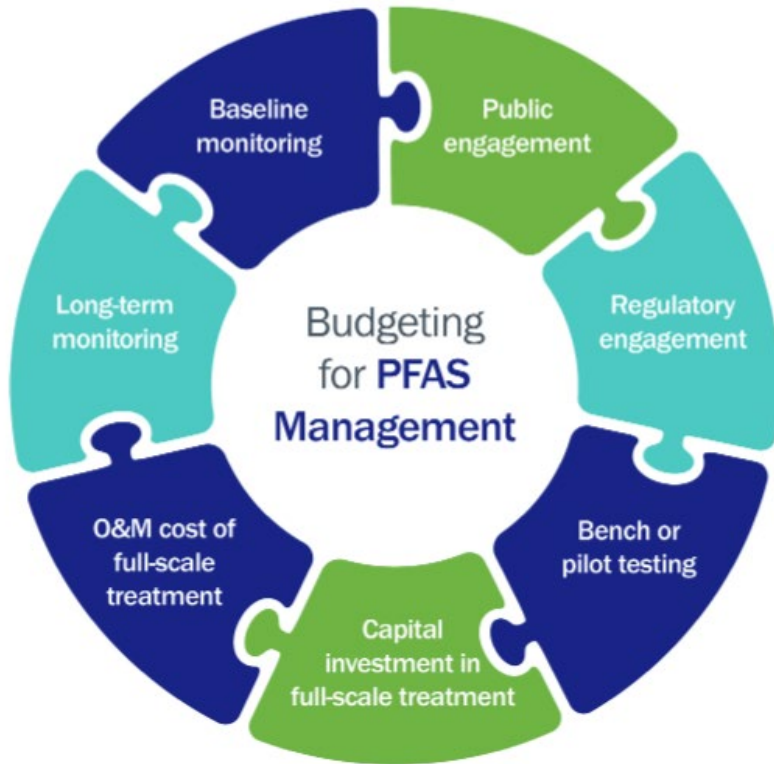 Budgeting
for PFAS
Management
Baseline
monitoring
Public
engagement
Regulatory
engagement
Bench or
pilot testing
Capital
investment in
full-scale treatment
O&M cost of
full-scale
treatment
Long-term
monitoring